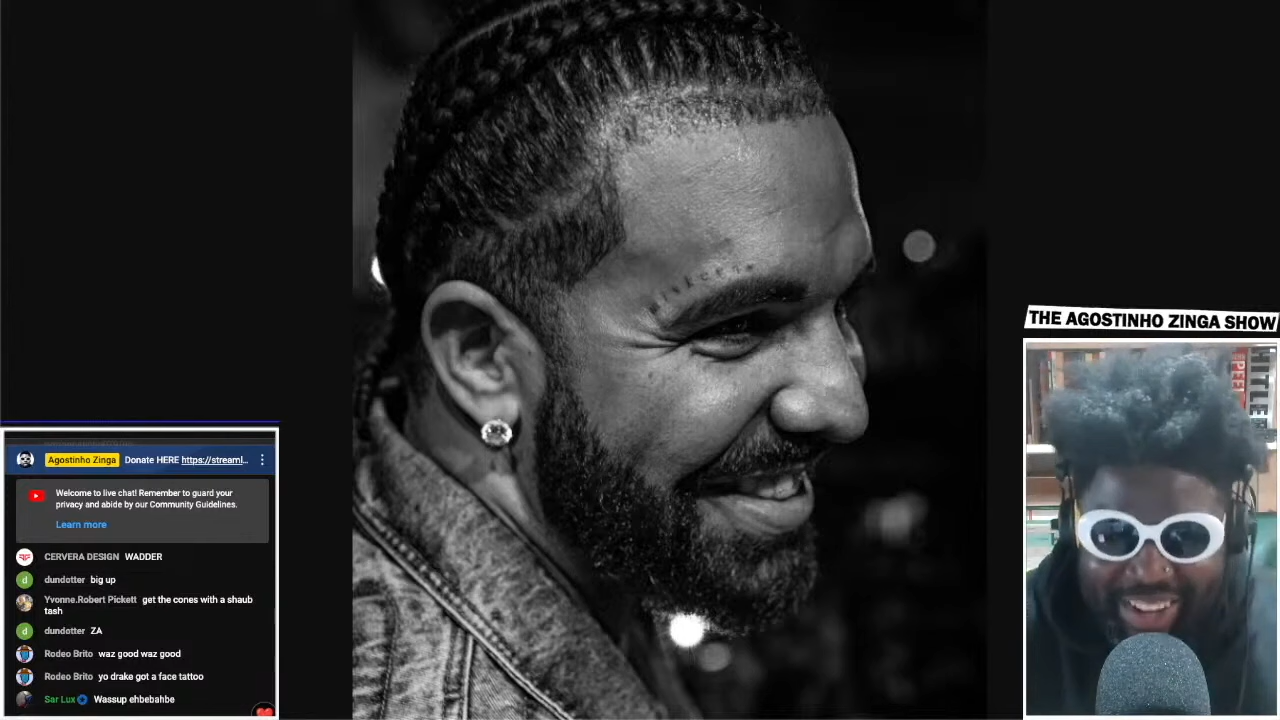 THE AGOSTINHO ZINGA SHOW
Agostinho Zinga Donate HERE https://streaml...
Welcome to live chat! Remember to guard your
privacy and abide by our Community Guidelines.
Learn more
CERVERA DESIGN WADDER
dundotter big up
Yvonne.Robert Pickett get the cones with a shaub
tash
dundotter ZA
Rodeo Brito waz good waz good
Rodeo Brito yo drake got a face tattoo
Sar Lux Wassup ehbebahbe